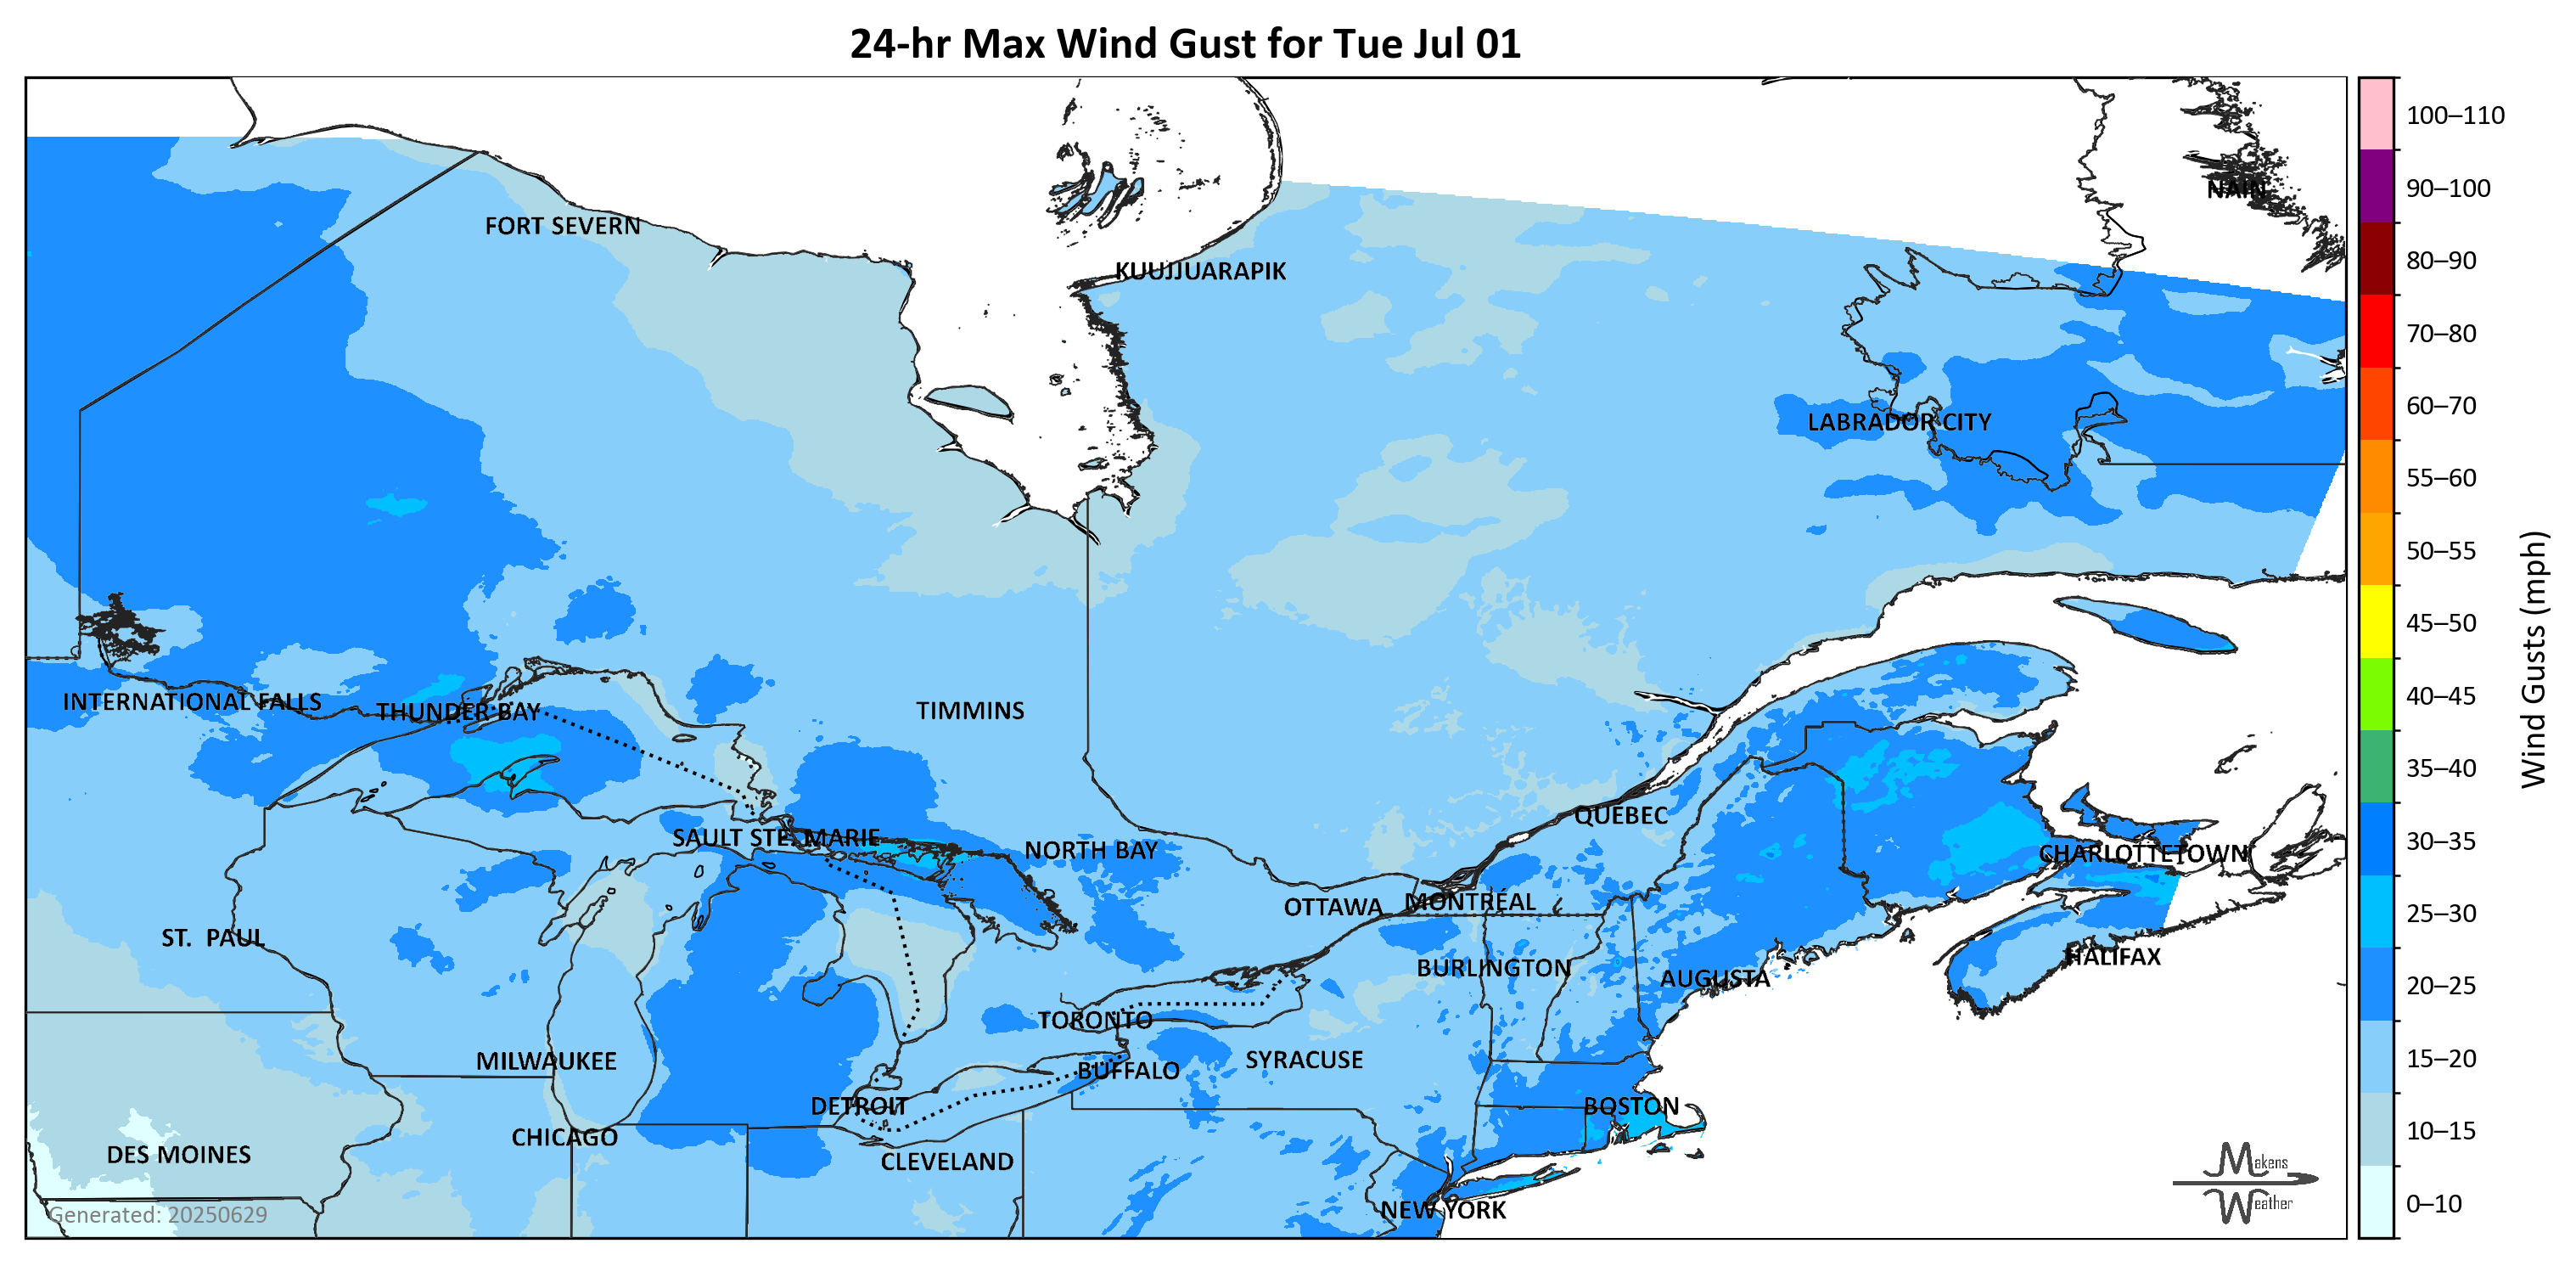 24-hr Max Wind Gust for Tue Jul 01
100–110
90–100
80–90
70–80
60–70
55–60
50–55
45–50
40–45
35–40
30–35
25–30
20–25
15–20
10–15
0–10
Wind Gusts (mph)
NAIN
FORT SEVERN
KUUJJUARAPIK
LABRADOR CITY
INTERNATIONAL FALLS
THUNDER BAY
TIMMINS
QUEBEC
SAULT STE. MARIE
NORTH BAY
CHARLOTTETOWN
OTTAWA
MONTRÉAL
ST. PAUL
HALIFAX
BURLINGTON
AUGUSTA
TORONTO
MILWAUKEE
SYRACUSE
BUFFALO
DETROIT
BOSTON
CHICAGO
DES MOINES
CLEVELAND
NEW YORK
Makens
Weather
Generated: 20250629